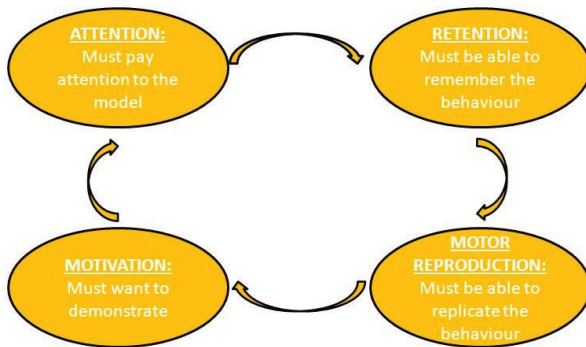 ATTENTION:
Must pay
attention to the
model
RETENTION:
Must be able to
remember the
behaviour
MOTOR
REPRODUCTION:
Must be able to
replicate the
behaviour
MOTIVATION:
Must want to
demonstrate